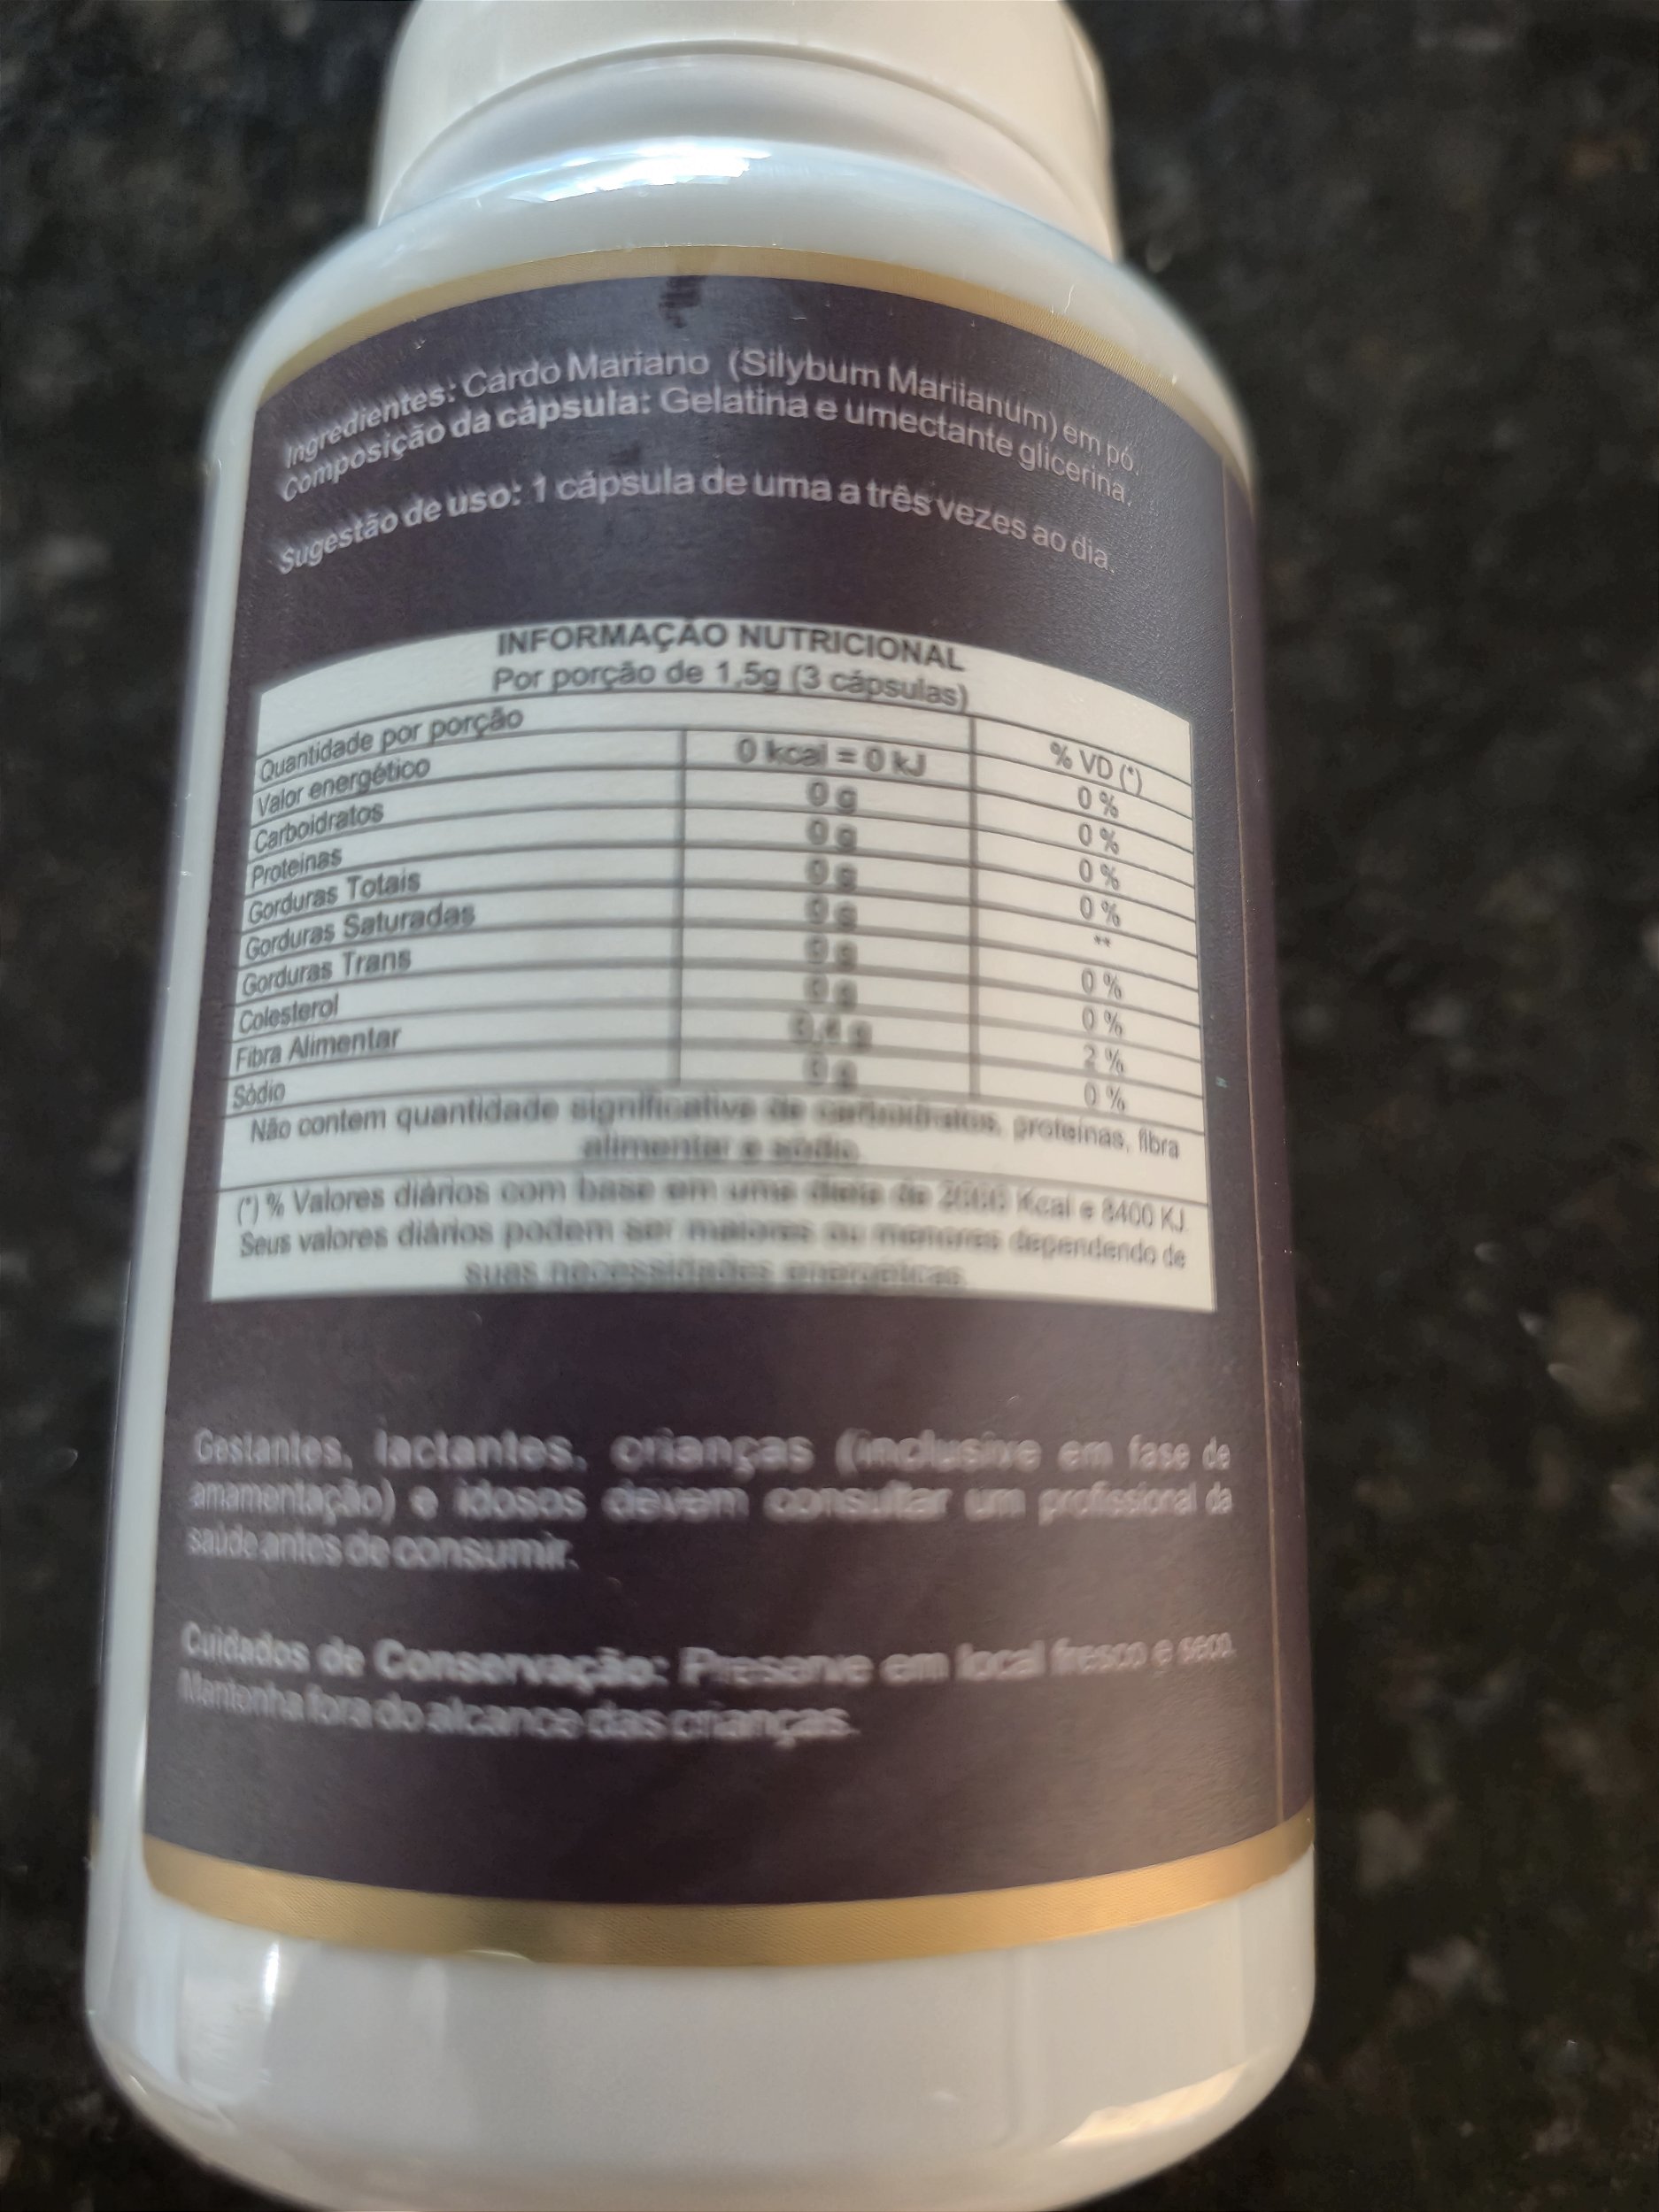 Ingredientes: Cardo Mariano (Silybum Mariianum) em pó.
Composição da cápsula: Gelatina e umectante glicerina.
Sugestão de uso: 1 cápsula de uma a três vezes ao dia.
INFORMAÇÃO NUTRICIONAL
Por porção de 1,5g (3 cápsulas)
Quantidade por porção % VD (*)
Valor energético 0 kcal = 0 kJ 0 %
Carboidratos 0 g 0 %
Proteinas 0 g 0 %
Gorduras Totais 0 g 0 %
Gorduras Saturadas 0 g **
Gorduras Trans 0 g 0 %
Colesterol 0 g 0 %
Fibra Alimentar 0,4 g 2 %
Sódio 0 g 0 %
Não contem quantidade significativa de carboidratos, proteínas, fibra
alimentar e sódio
(*) % Valores diários com base em uma dieta de 2000 Kcal e 8400 KJ.
Seus valores diários podem ser maiores ou menores dependendo de
suas necessidades energéticas.
Gestantes, lactantes, crianças (inclusive em fase de
amamentação) e idosos devem consultar um profissional da
saúde antes de consumir.
Cuidados de Conservação: Preserve em local fresco e seco.
Mantenha fora do alcance das crianças.